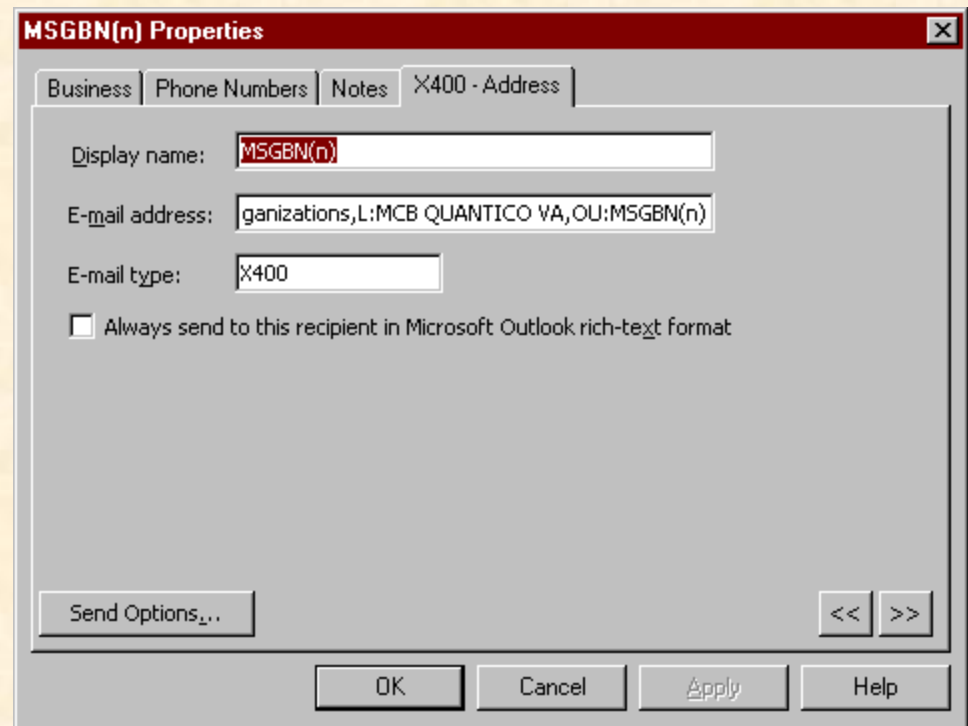 MSGBN(n) Properties
Business Phone Numbers Notes X400 - Address
Display name: MSGBN(n)
E-mail address: ganizations,L:MCB QUANTICO VA,OU:MSGBN(n)
E-mail type: X400
Always send to this recipient in Microsoft Outlook rich-text format
Send Options... << >>
OK Cancel Apply Help